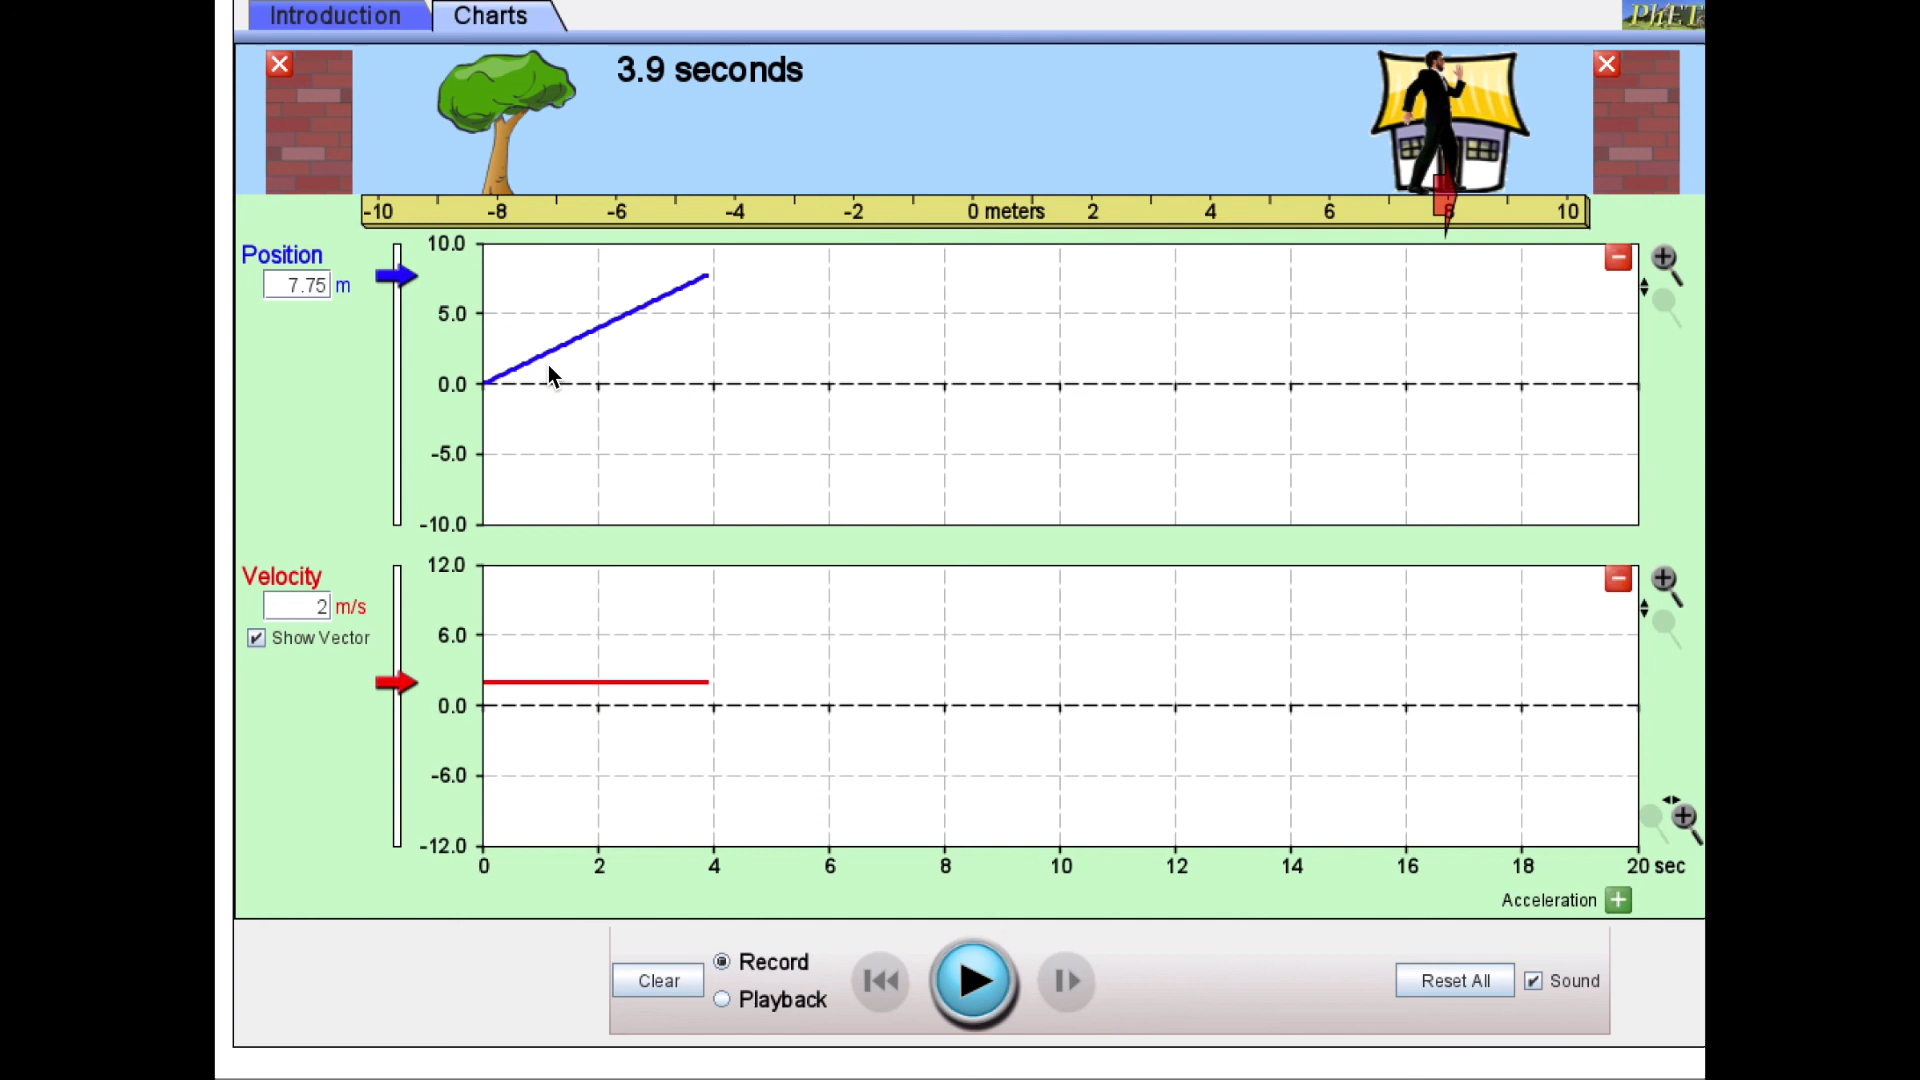 Introduction
Charts
PhET
3.9 seconds
-10 -8 -6 -4 -2 0 meters 2 4 6 8 10
Position
7.75 m
10.0
5.0
0.0
-5.0
-10.0
Velocity
2 m/s
Show Vector
12.0
6.0
0.0
-6.0
-12.0
0 2 4 6 8 10 12 14 16 18 20 sec
Acceleration
Clear
Record
Playback
Reset All
Sound